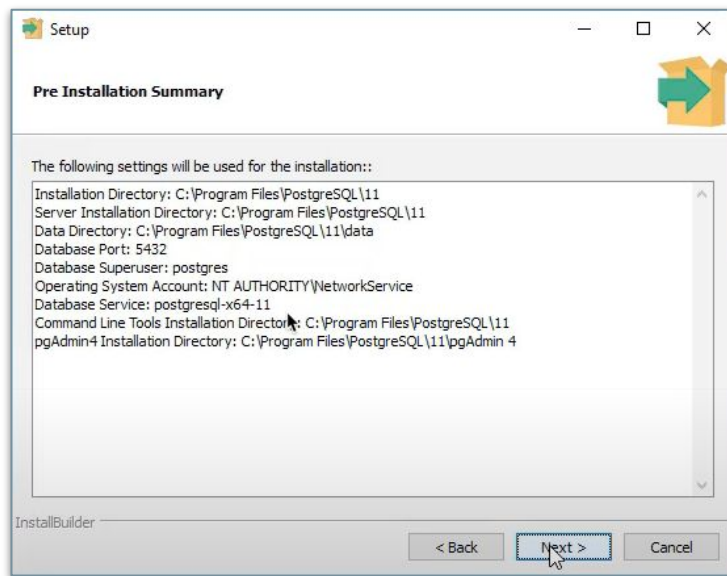 Setup
Pre Installation Summary
The following settings will be used for the installation::
Installation Directory: C:\Program Files\PostgreSQL\11
Server Installation Directory: C:\Program Files\PostgreSQL\11
Data Directory: C:\Program Files\PostgreSQL\11\data
Database Port: 5432
Database Superuser: postgres
Operating System Account: NT AUTHORITY\NetworkService
Database Service: postgresql-x64-11
Command Line Tools Installation Directory: C:\Program Files\PostgreSQL\11
pgAdmin4 Installation Directory: C:\Program Files\PostgreSQL\11\pgAdmin 4
InstallBuilder
< Back Next > Cancel